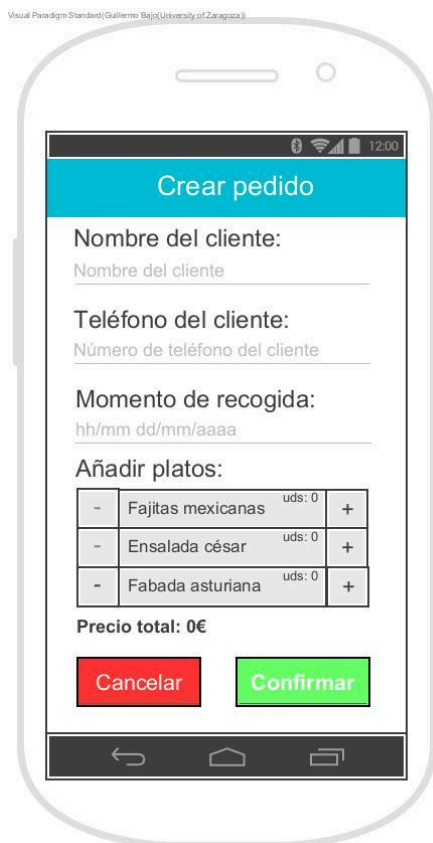 Visual Paradigm Standard(Guillermo Bajo(University of Zaragoza))
12:00
Crear pedido
Nombre del cliente:
Nombre del cliente
Teléfono del cliente:
Número de teléfono del cliente
Momento de recogida:
hh/mm dd/mm/aaaa
Añadir platos:
- Fajitas mexicanas uds: 0 +
- Ensalada césar uds: 0 +
- Fabada asturiana uds: 0 +
Precio total: 0€
Cancelar Confirmar